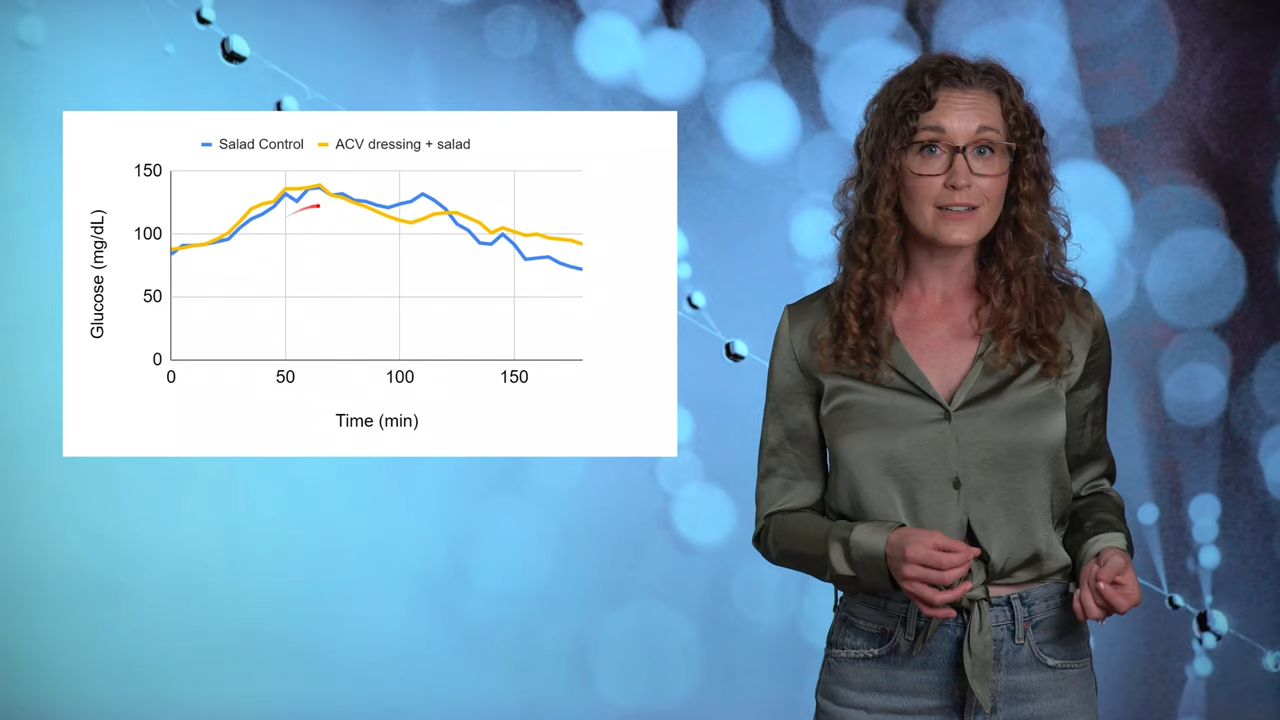 Salad Control ACV dressing + salad
150
100
50
0
Glucose (mg/dL)
0 50 100 150
Time (min)